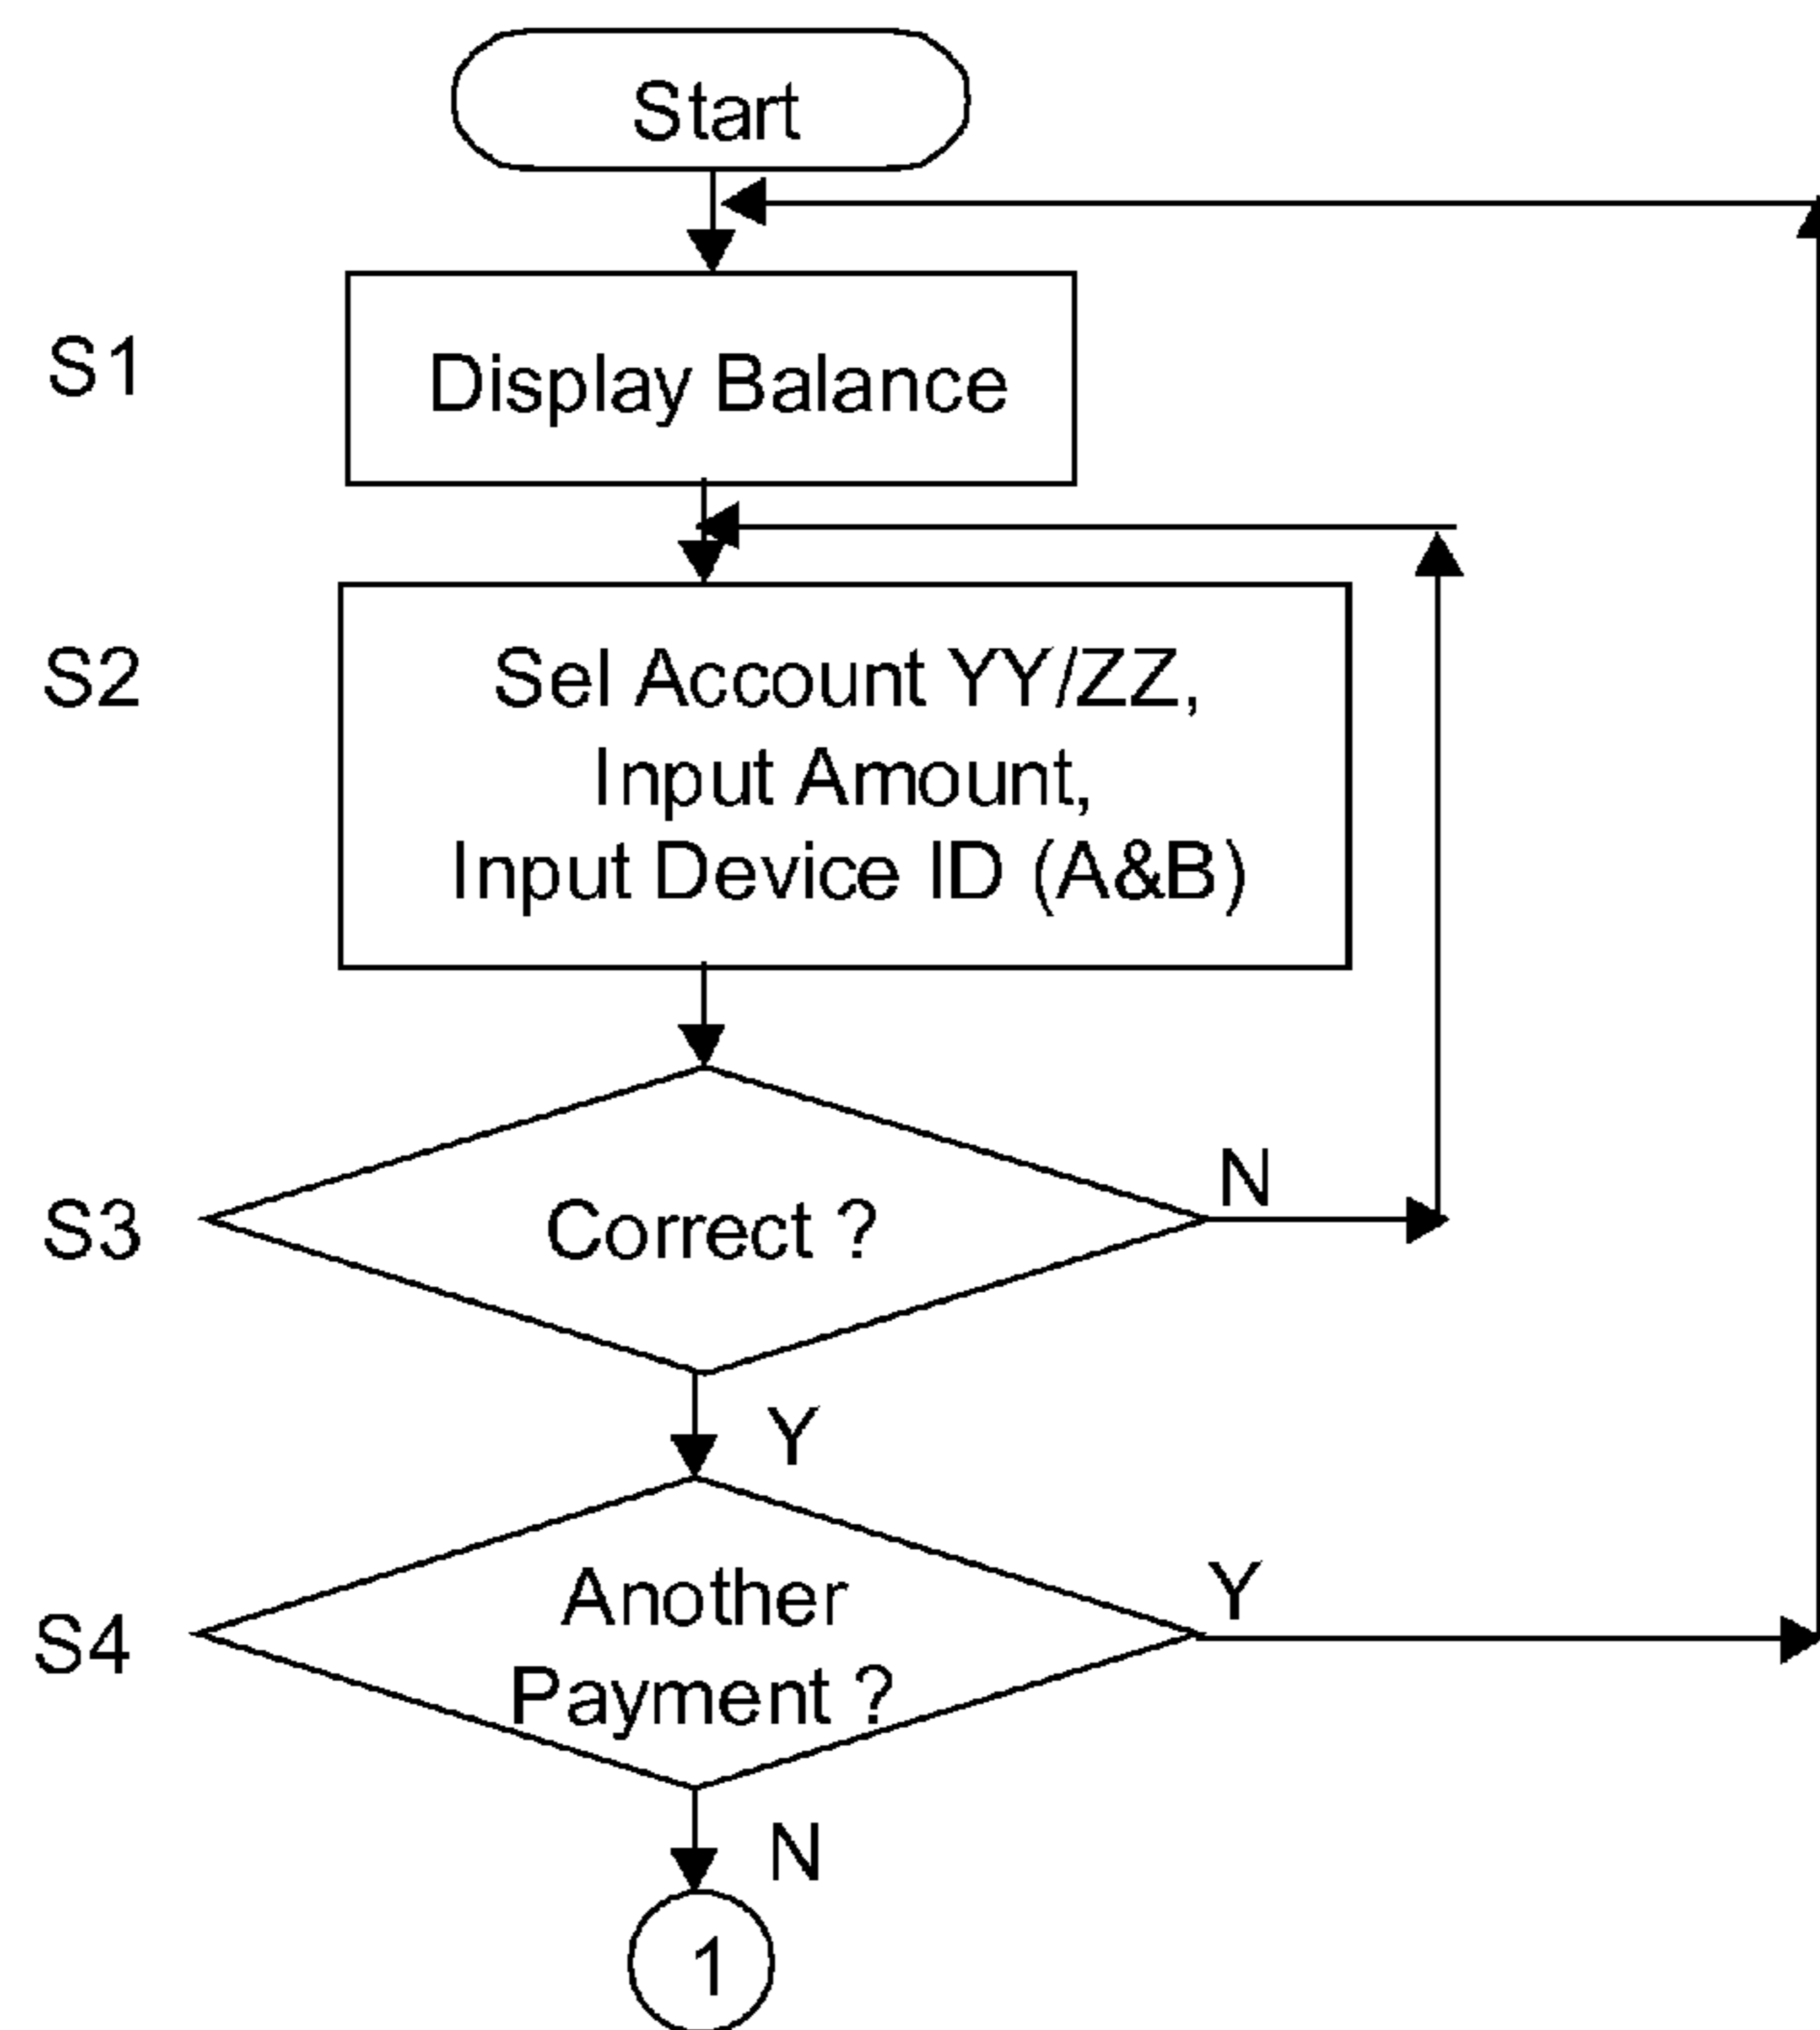 Start
S1
Display Balance
S2
Sel Account YY/ZZ,
Input Amount,
Input Device ID (A&B)
N
S3
Correct ?
Y
Another
Y
S4
Payment ?
N
1